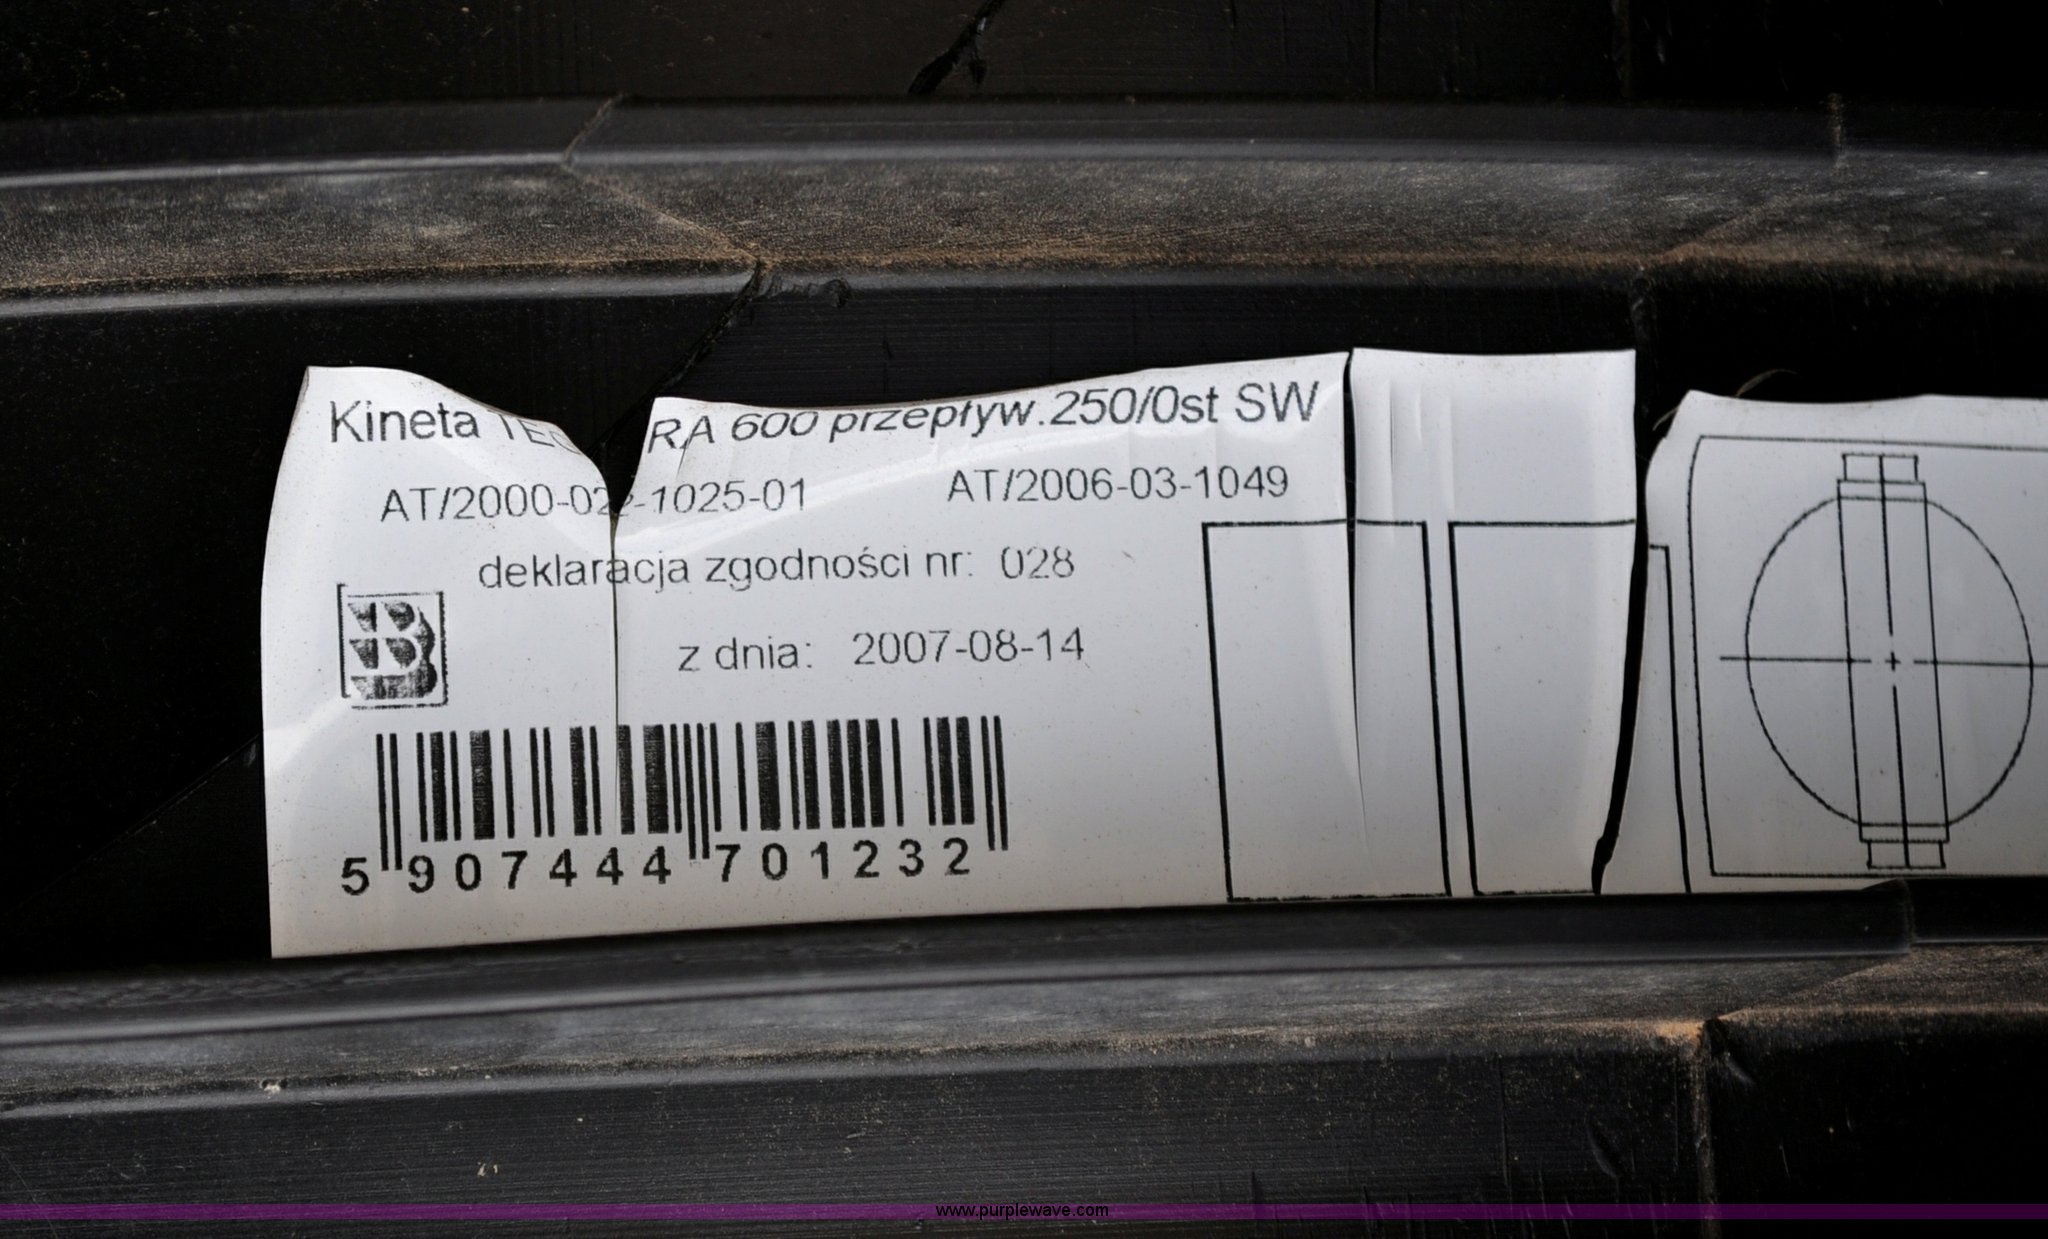 Kineta RA 600 przepływ.250/0st SW
AT/2000-02-1025-01 AT/2006-03-1049
deklaracja zgodności nr: 028
z dnia: 2007-08-14
5 907444 701232
www.purplewave.com